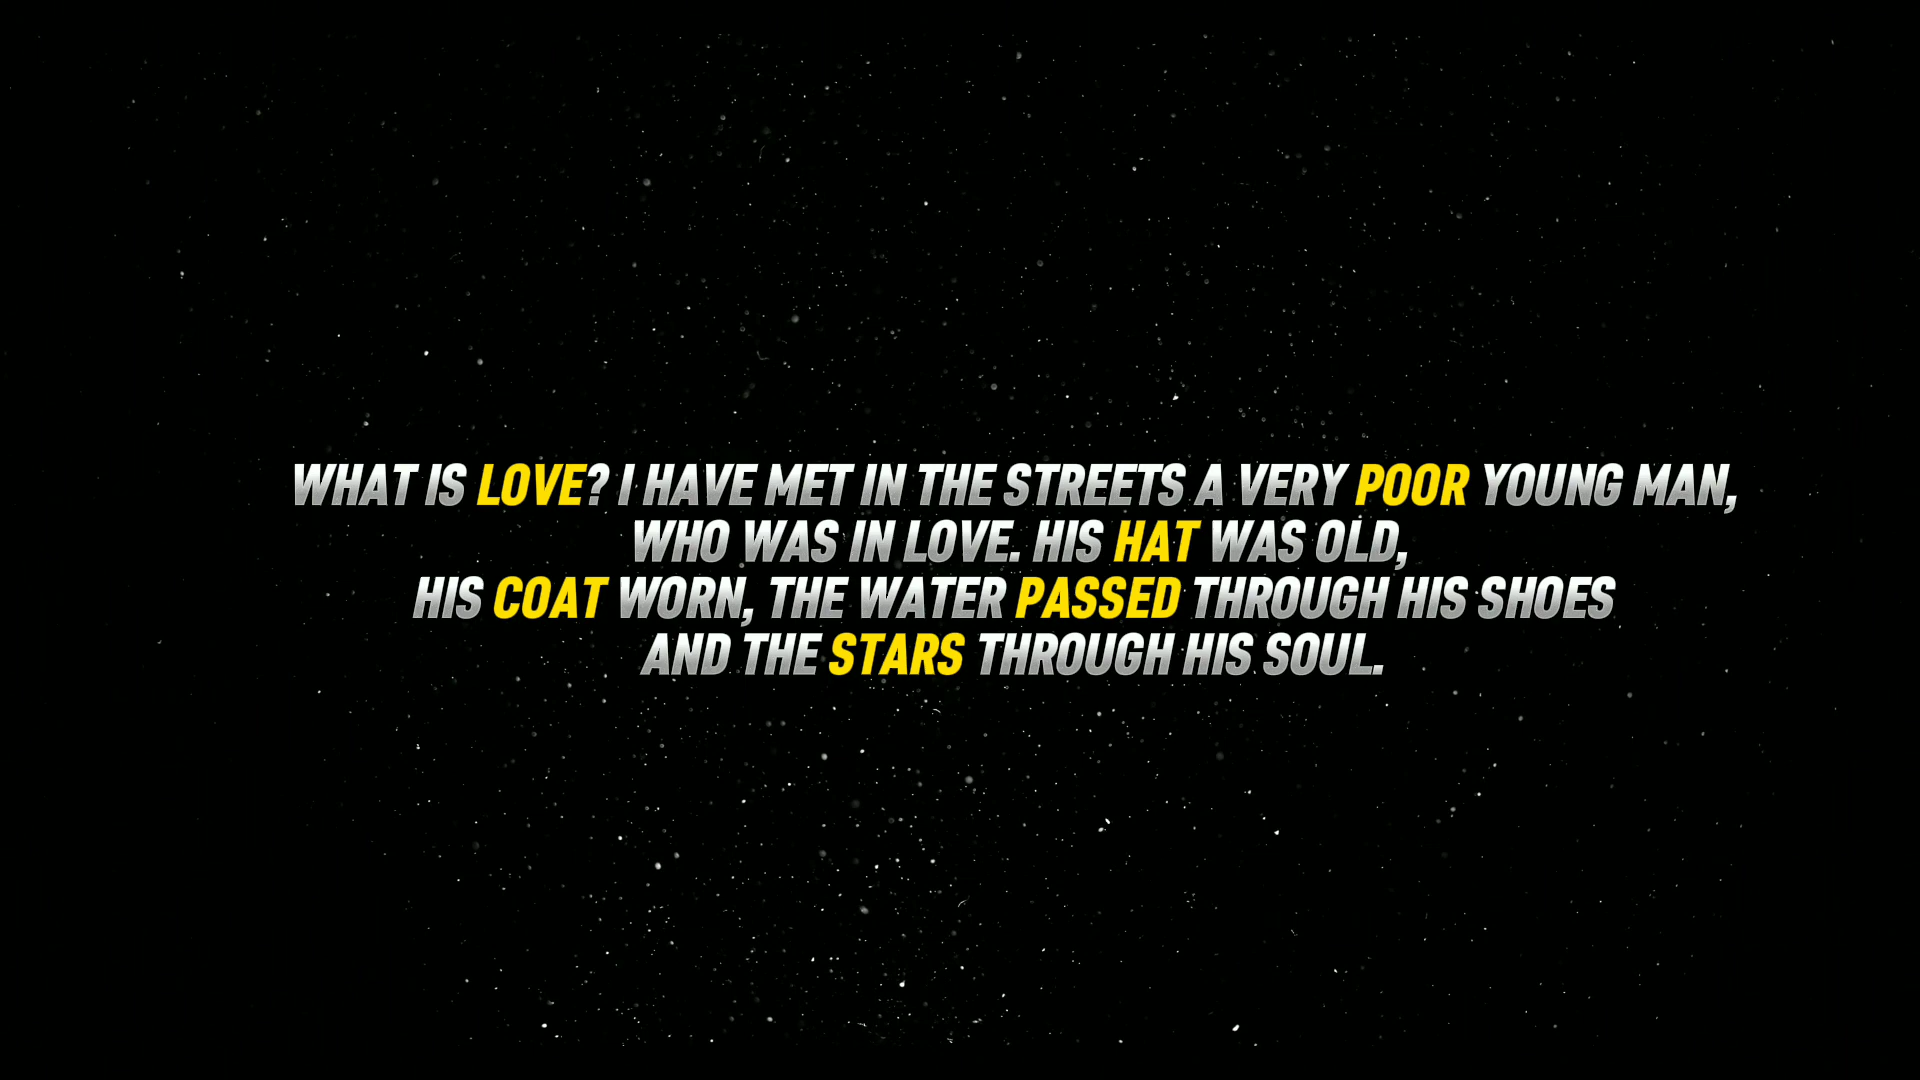 WHAT IS LOVE? I HAVE MET IN THE STREETS A VERY POOR YOUNG MAN,
WHO WAS IN LOVE. HIS HAT WAS OLD,
HIS COAT WORN, THE WATER PASSED THROUGH HIS SHOES
AND THE STARS THROUGH HIS SOUL.